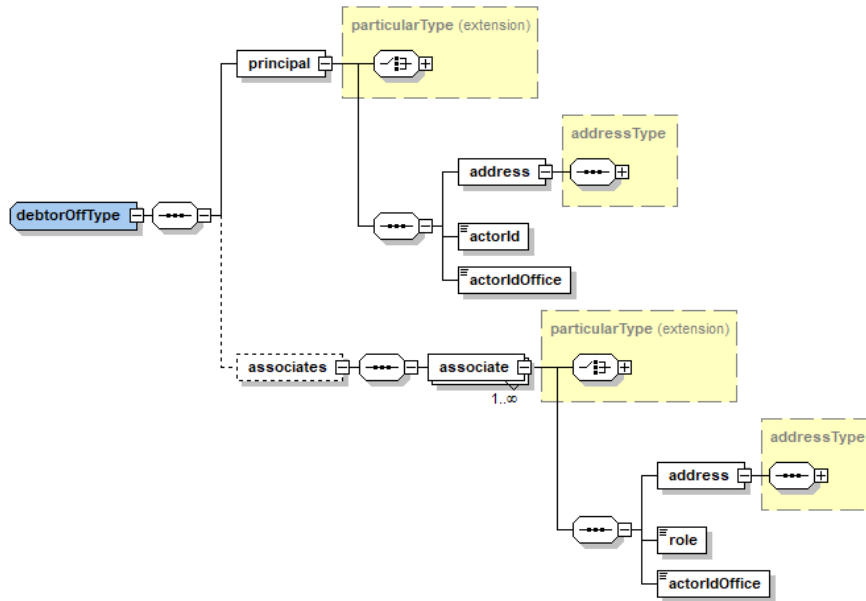 particularType (extension)
principal
addressType
address
debtorOffType
actorId
actorIdOffice
particularType (extension)
associates
associate
1..∞
addressType
address
role
actorIdOffice